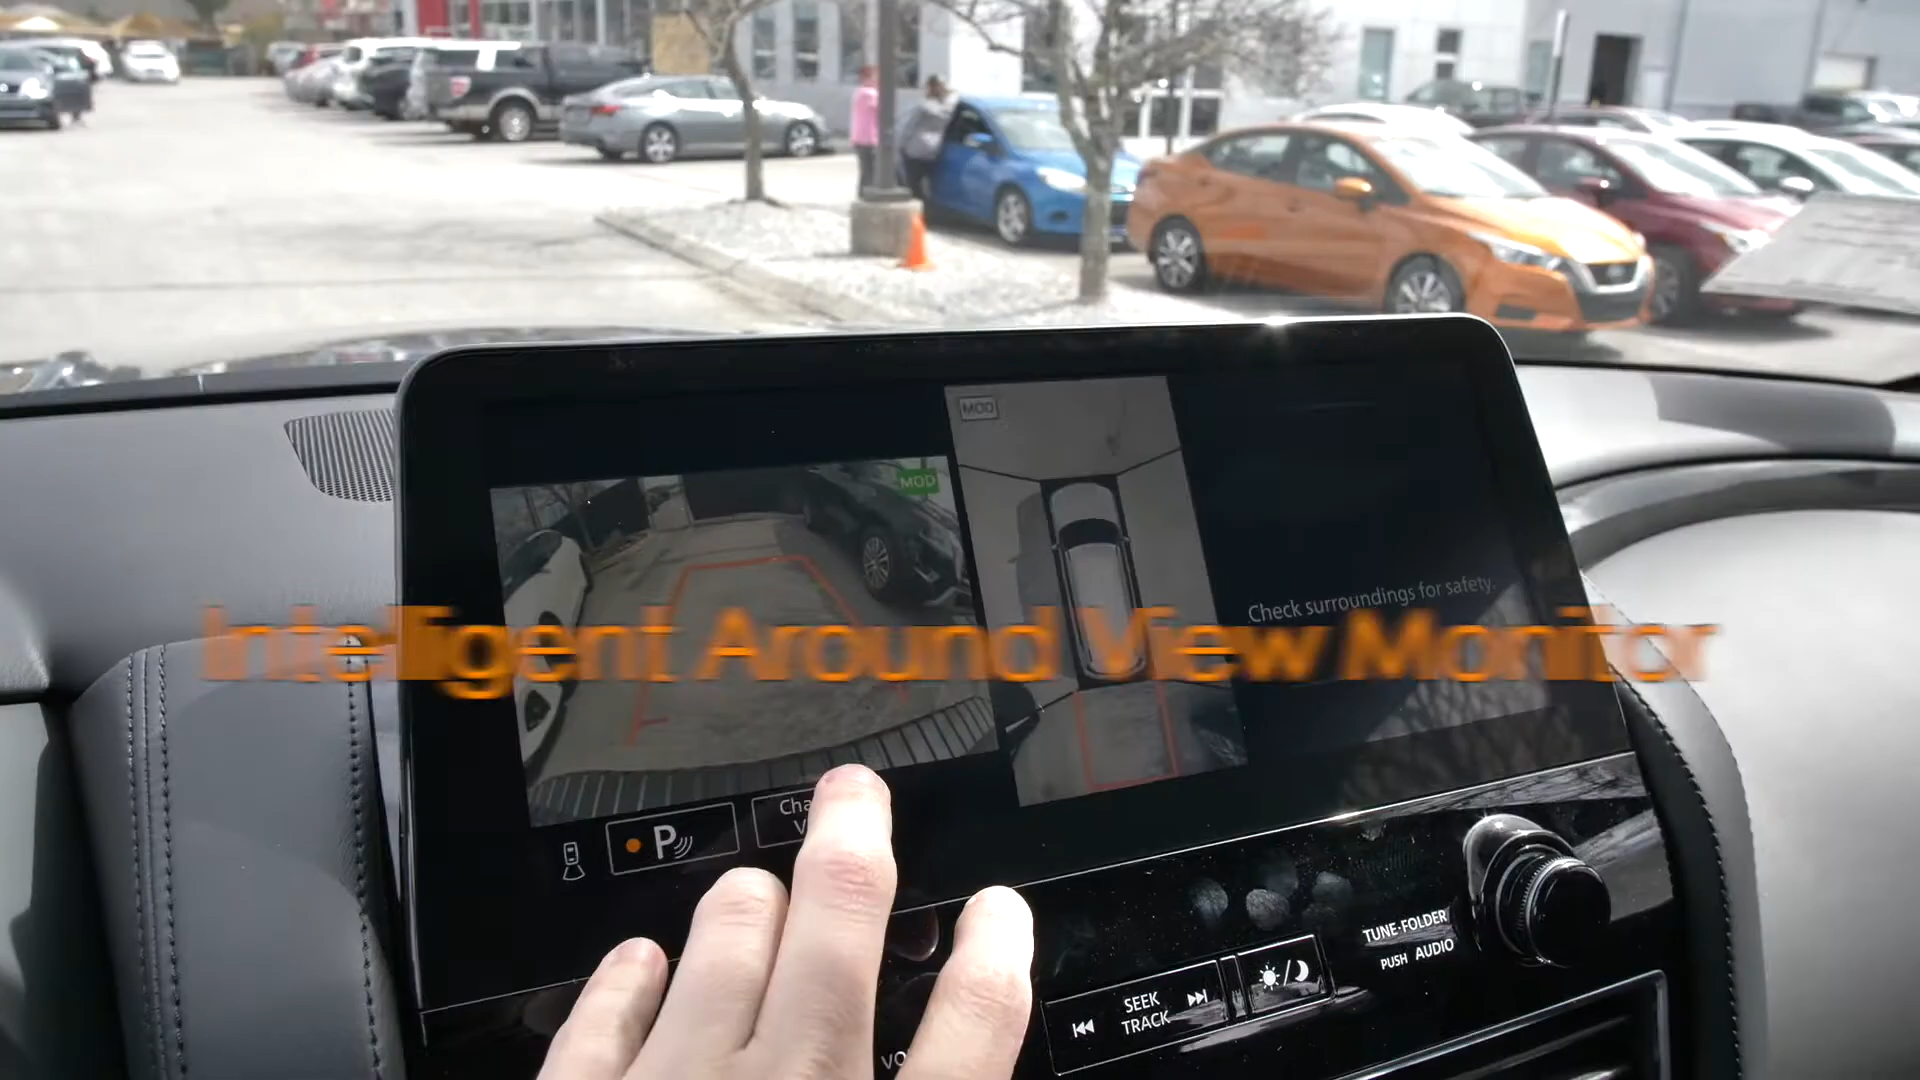 MOD
MOD
Check surroundings for safety.
Intelligent Around View Monitor
P
TUNE·FOLDER
PUSH AUDIO
SEEK
TRACK